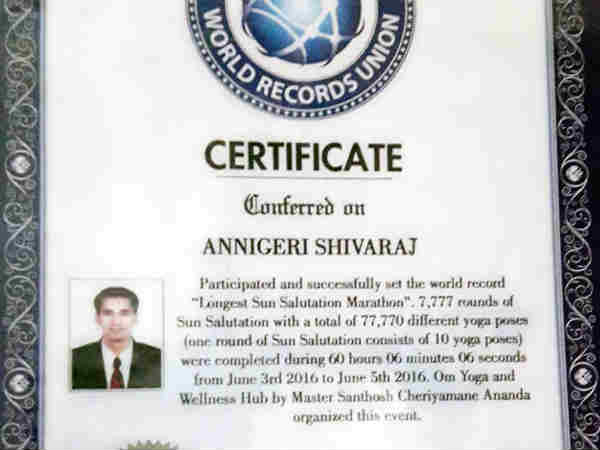 WORLD RECORDS UNION
CERTIFICATE
Conferred on
ANNIGERI SHIVARAJ
Participated and successfully set the world record
"Longest Sun Salutation Marathon". 7,777 rounds of
Sun Salutation with a total of 77,770 different yoga poses
(one round of Sun Salutation consists of 10 yoga poses)
were completed during 60 hours 06 minutes 06 seconds
from June 3rd 2016 to June 5th 2016. Om Yoga and
Wellness Hub by Master Santhosh Cheriyamane Ananda
organized this event.